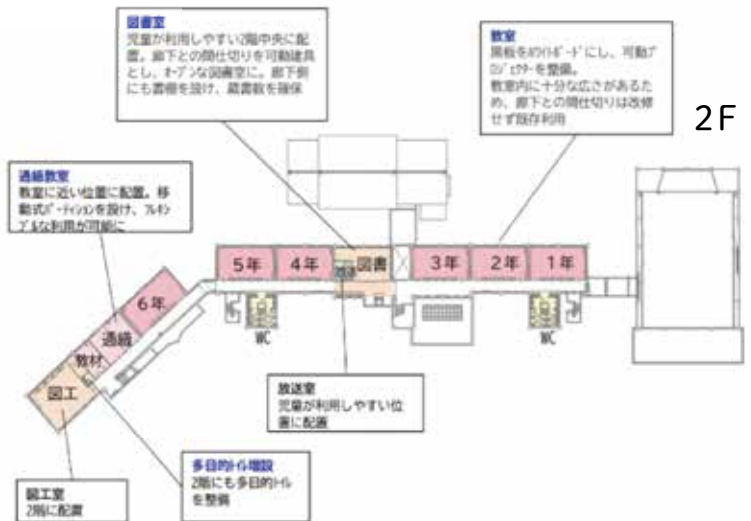 図書室
児童が利用しやすい2階中央に配
置。廊下との間仕切りを可動建具
とし、オープンな図書室に。廊下側
にも書棚を設け、蔵書数を確保
教室
黒板をホワイトボードにし、可動プ
ロジェクターを整備。
教室内に十分な広さがあるた
め、廊下との間仕切りは改修
せず既存利用
2F
通級教室
教室に近い位置に配置。移
動式パーティションを設け、フレキシ
ブルな利用が可能に
5年
4年
放送
図書
3年
2年
1年
6年
通級
教材
図工
WC
WC
放送室
児童が利用しやすい位
置に配置
多目的トイレ増設
2階にも多目的トイレ
を整備
図工室
2階に配置